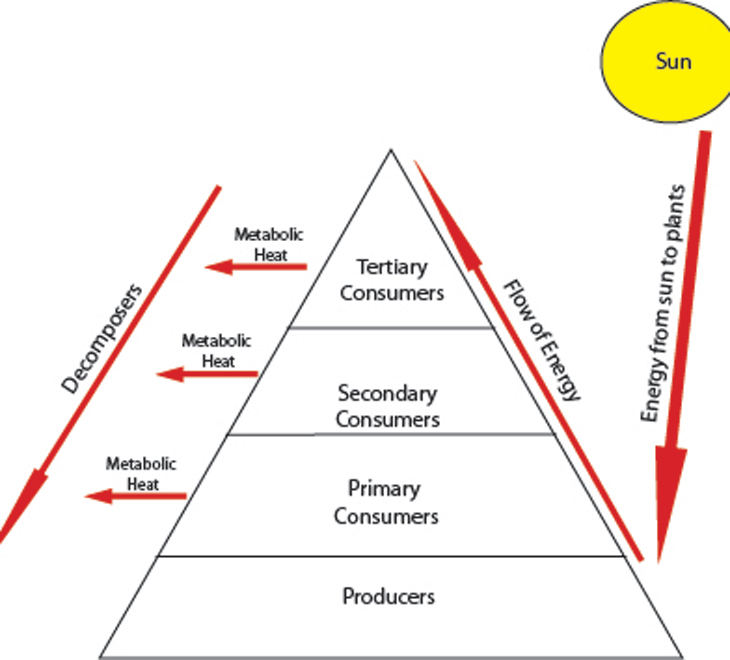 Sun
Metabolic
Heat
Tertiary
Consumers
Energy from sun to plants
Flow of Energy
Decomposers
Metabolic
Heat
Secondary
Consumers
Metabolic
Heat
Primary
Consumers
Producers